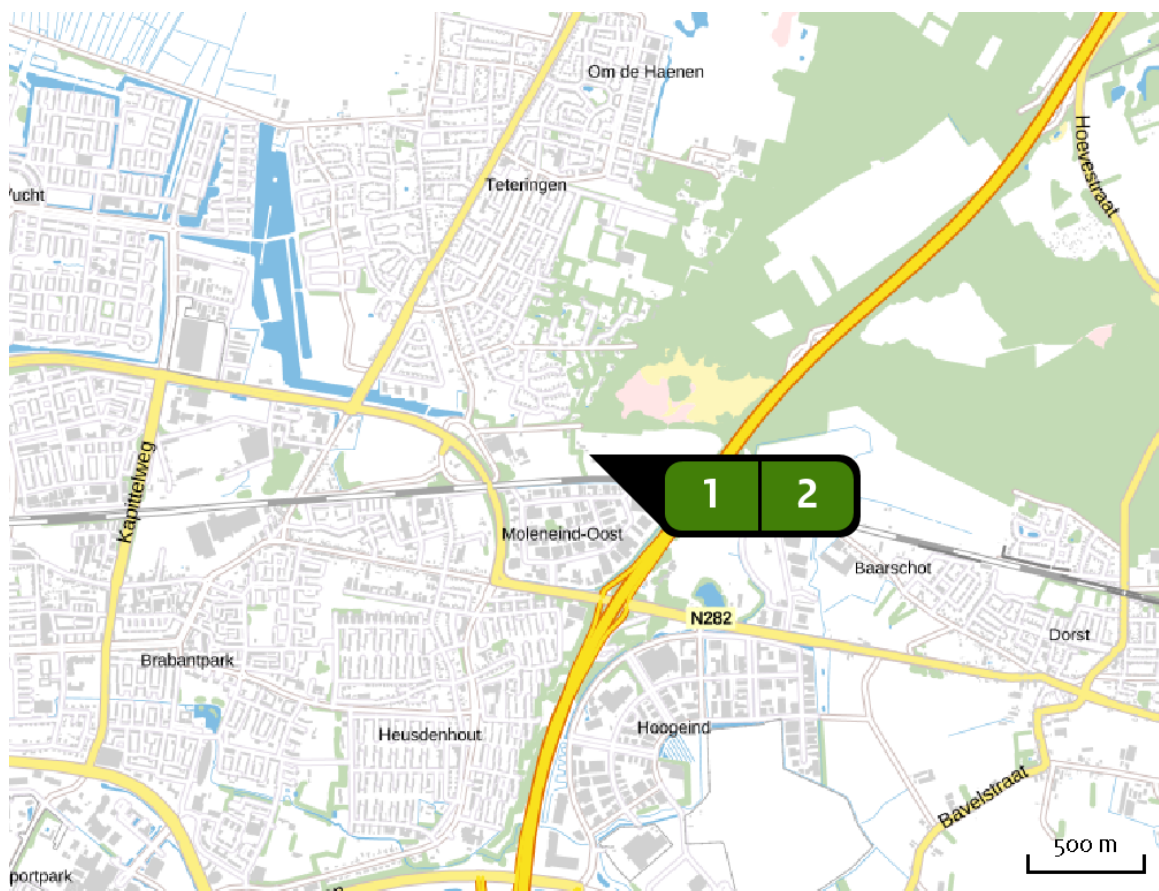 Om de Haenen
Hoevestraat
Teteringen
Vucht
Kapittelweg
1 2
Moleneind-Oost
Baarschot
N282
Dorst
Brabantpark
Heusdenhout
Hoogeind
Bavelstraat
500 m
portpark